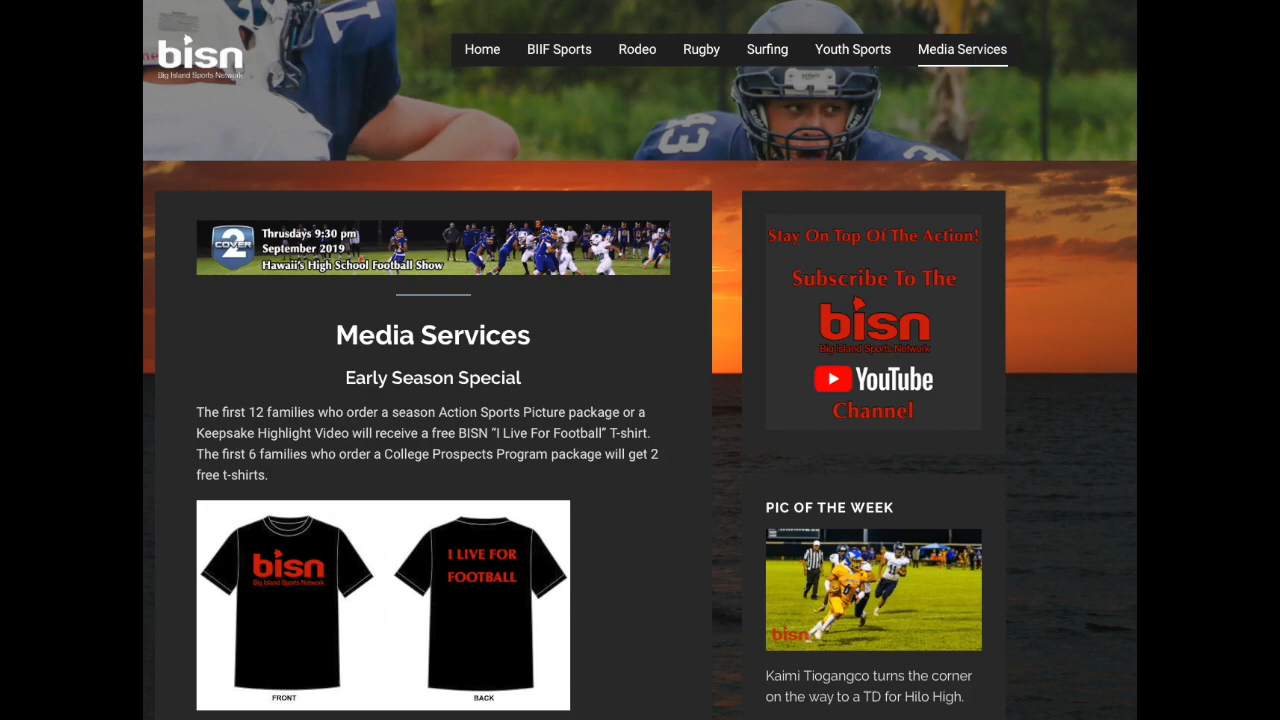 bisn
Big Island Sports Network
Home BIIF Sports Rodeo Rugby Surfing Youth Sports Media Services
43
2
COVER
Thrusdays 9:30 pm
September 2019
Hawaii's High School Football Show
Media Services
Early Season Special
The first 12 families who order a season Action Sports Picture package or a
Keepsake Highlight Video will receive a free BISN “I Live For Football” T-shirt.
The first 6 families who order a College Prospects Program package will get 2
free t-shirts.
bisn
Big Island Sports Network
I LIVE FOR
FOOTBALL
FRONT
BACK
Stay On Top Of The Action!
Subscribe To The
bisn
Big Island Sports Network
YouTube
Channel
PIC OF THE WEEK
bisn
Kaimi Tiogangco turns the corner
on the way to a TD for Hilo High.